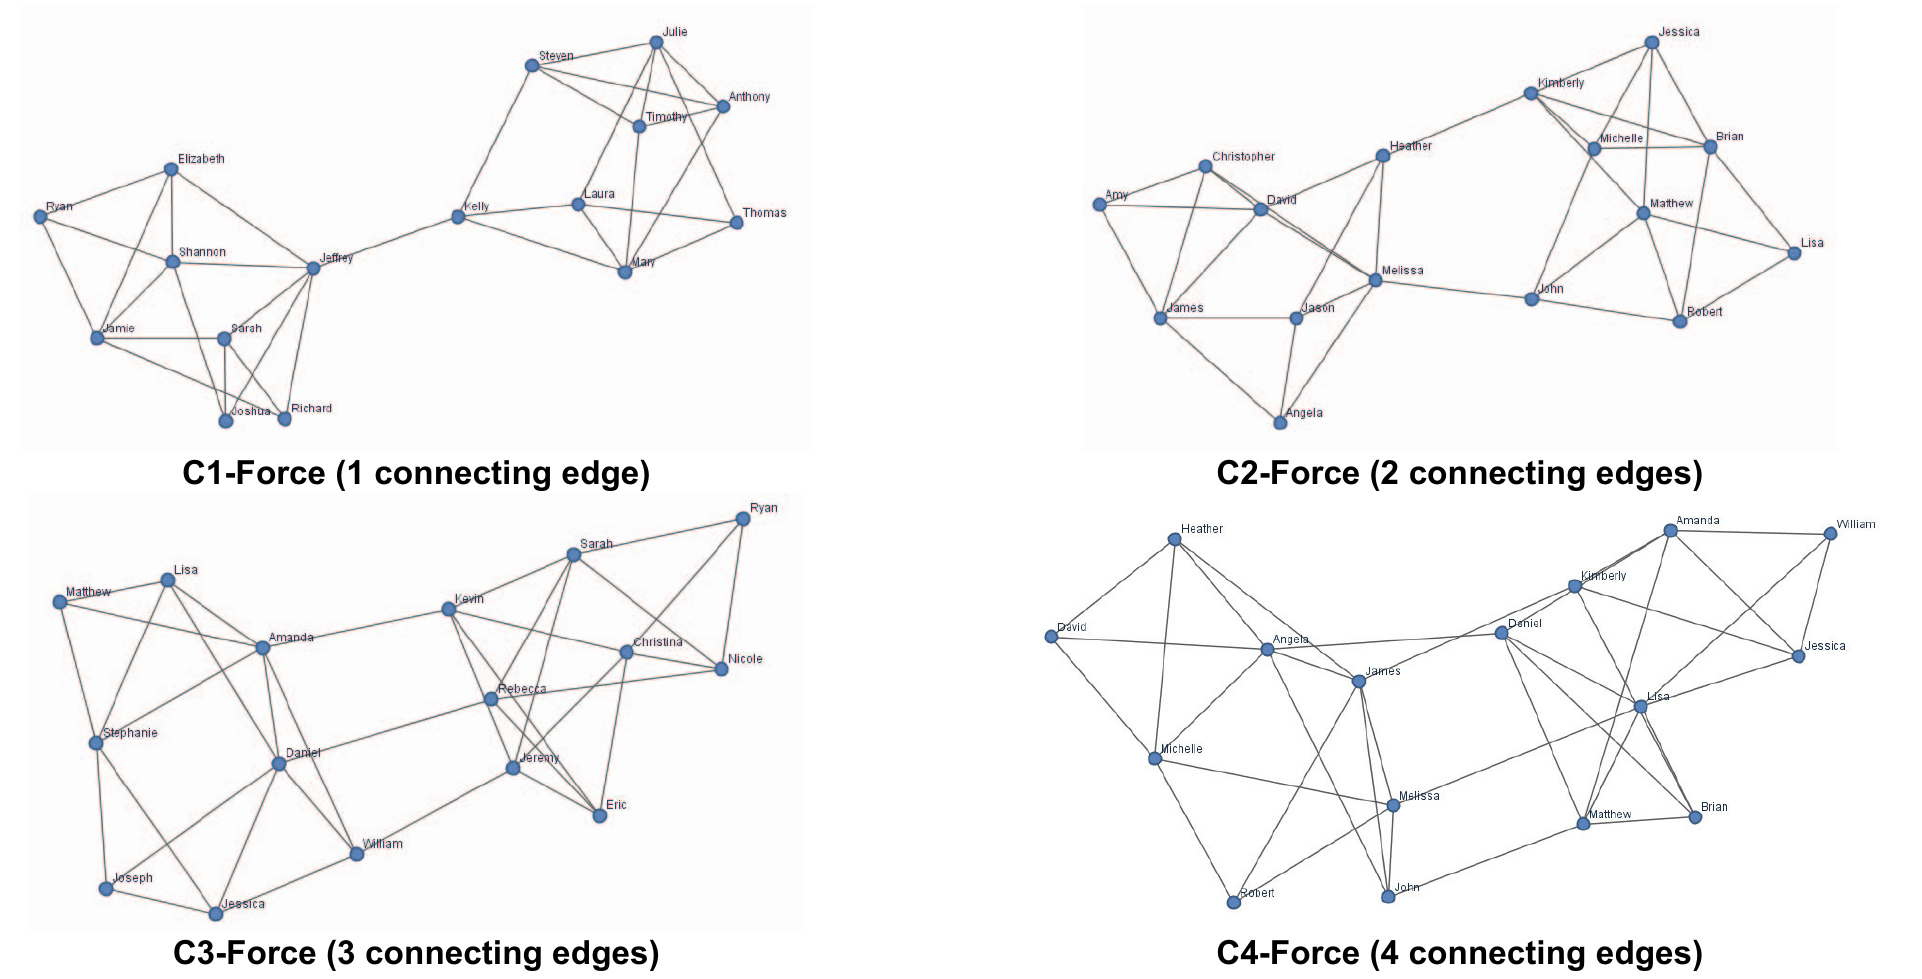 Julie
Steven
Anthony
Timothy
Elizabeth
Laura
Ryan
Kelly
Thomas
Shannon
Jeffrey
Mary
Jamie
Sarah
Joshua
Richard
C1-Force (1 connecting edge)
Jessica
Kimberly
Brian
Michelle
Heather
Christopher
Amy
David
Matthew
Lisa
Melissa
John
James
Jason
Robert
Angela
C2-Force (2 connecting edges)
Ryan
Sarah
Lisa
Matthew
Kevin
Amanda
Christina
Nicole
Rebecca
Stephanie
Daniel
Jeremy
Eric
William
Joseph
Jessica
C3-Force (3 connecting edges)
Amanda
William
Heather
Kimberly
David
Daniel
Angela
Jessica
James
Lisa
Michelle
Melissa
Brian
Matthew
Robert
John
C4-Force (4 connecting edges)